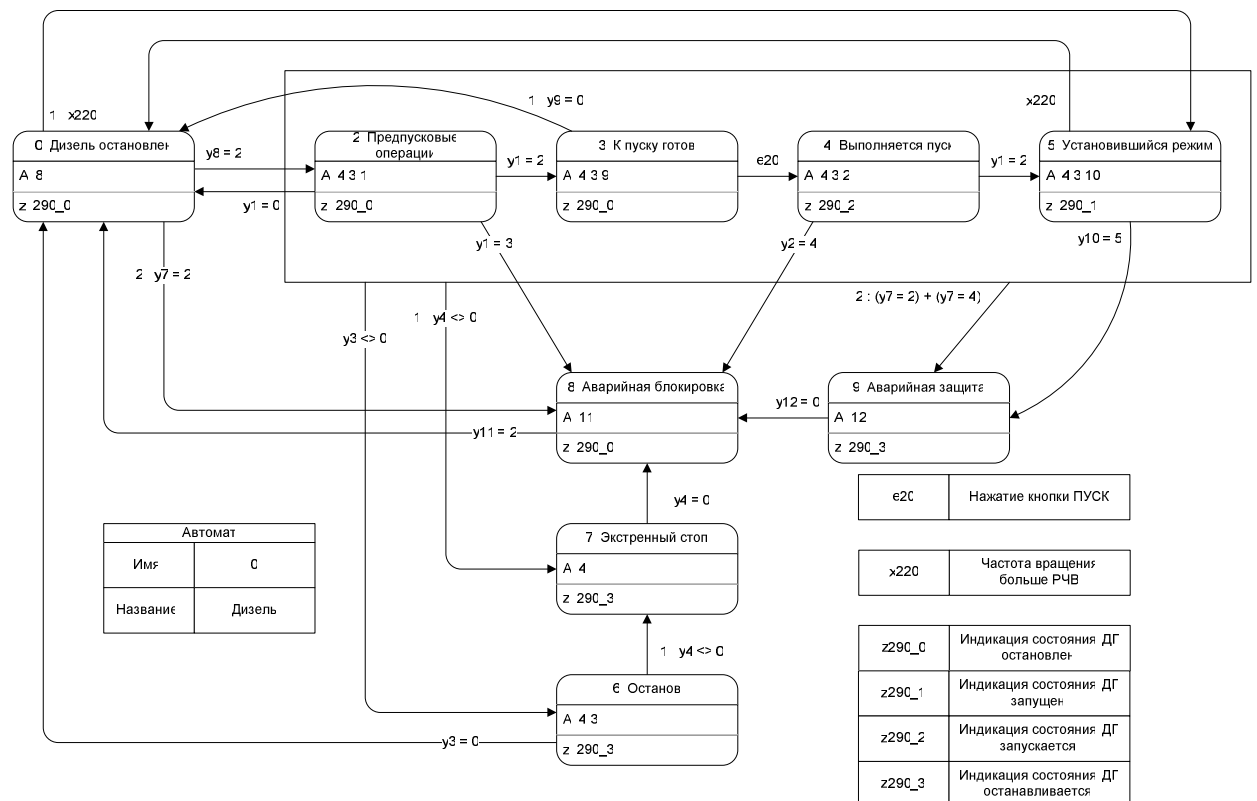 1 x220
1 y9 = 0
x220
0 Дизель остановлен
A 8
z 290_0
y8 = 2
y1 = 0
2 Предпусковые
операции
A 4 3 1
z 290_0
y1 = 2
3 К пуску готов
A 4 3 9
z 290_0
e20
4 Выполняется пуск
A 4 3 2
z 290_2
y1 = 2
5 Установившийся режим
A 4 3 10
z 290_1
2 y7 = 2
y1 = 3
y2 = 4
y10 = 5
2 : (y7 = 2) + (y7 = 4)
1 y4 <> 0
y3 <> 0
8 Аварийная блокировка
A 11
z 290_0
y12 = 0
9 Аварийная защита
A 12
z 290_3
y11 = 2
y4 = 0
e20 Нажатие кнопки ПУСК
7 Экстренный стоп
A 4
z 290_3
Автомат
Имя 0
Название Дизель
x220 Частота вращения
больше РЧВ
1 y4 <> 0
6 Останов
A 4 3
z 290_3
y3 = 0
z290_0 Индикация состояния ДГ
остановлен
z290_1 Индикация состояния ДГ
запущен
z290_2 Индикация состояния ДГ
запускается
z290_3 Индикация состояния ДГ
останавливается